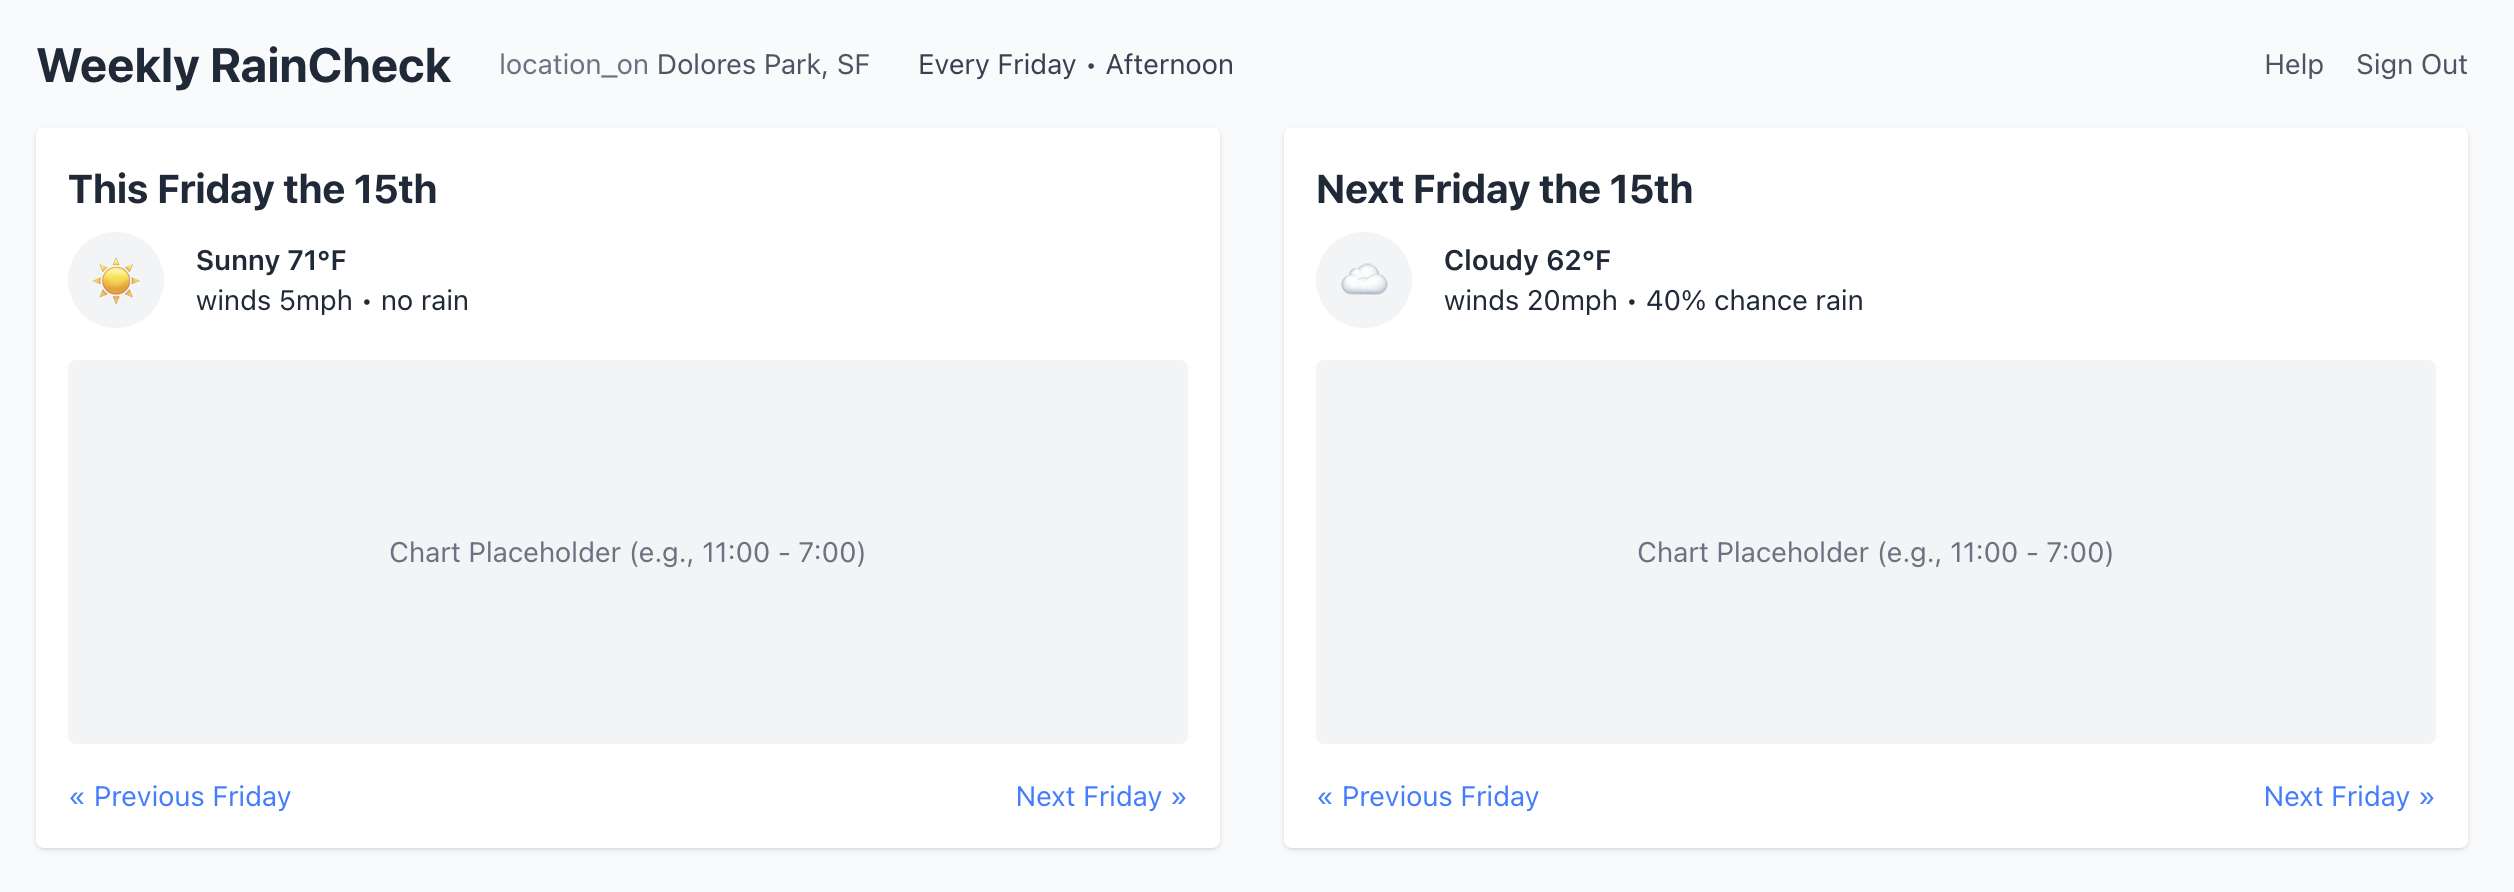 Weekly RainCheck location_on Dolores Park, SF Every Friday • Afternoon Help Sign Out
This Friday the 15th
Sunny 71°F
winds 5mph • no rain
Chart Placeholder (e.g., 11:00 - 7:00)
« Previous Friday Next Friday »
Next Friday the 15th
Cloudy 62°F
winds 20mph • 40% chance rain
Chart Placeholder (e.g., 11:00 - 7:00)
« Previous Friday Next Friday »